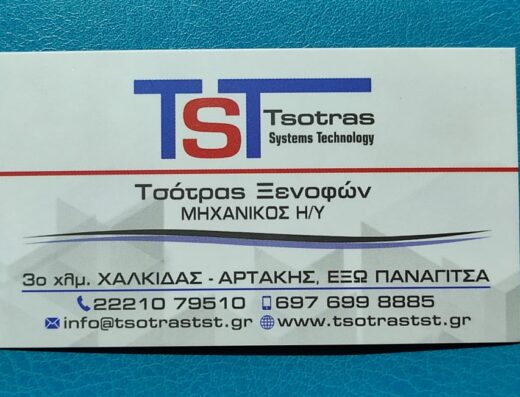 TST Tsotras
Systems Technology
Τσότρας Ξενοφών
ΜΗΧΑΝΙΚΟΣ Η/Υ
3ο χλμ. ΧΑΛΚΙΔΑΣ - ΑΡΤΑΚΗΣ, ΕΞΩ ΠΑΝΑΓΙΤΣΑ
22210 79510 697 699 8885
info@tsotrastst.gr www.tsotrastst.gr